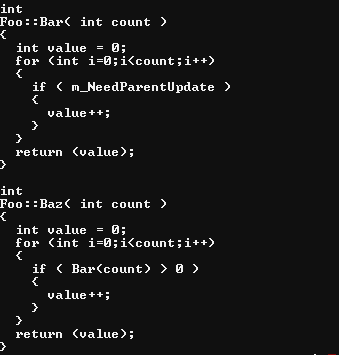 int
Foo::Bar( int count )
{
  int value = 0;
  for (int i=0;i<count;i++)
  {
    if ( m_NeedParentUpdate )
    {
      value++;
    }
  }
  return (value);
}

int
Foo::Baz( int count )
{
  int value = 0;
  for (int i=0;i<count;i++)
  {
    if ( Bar(count) > 0 )
    {
      value++;
    }
  }
  return (value);
}